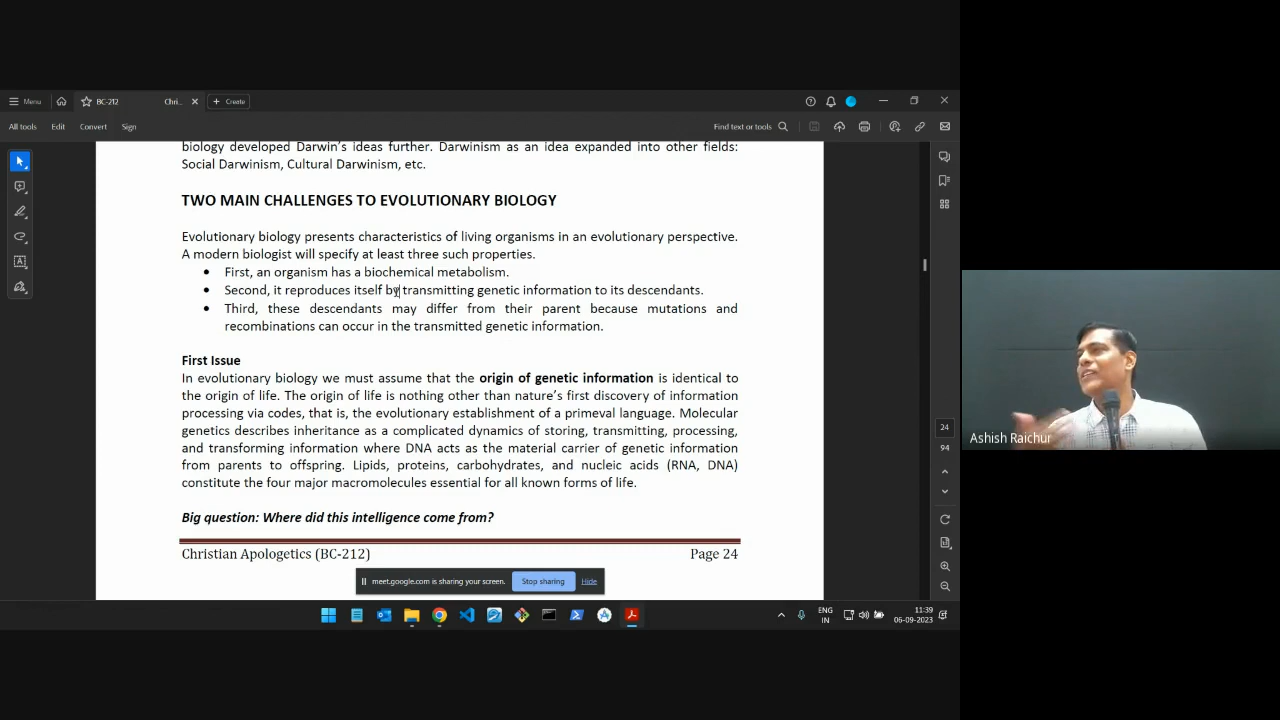 Menu
BC-212
Chri...
Create
All tools
Edit
Convert
Sign
Find text or tools
biology developed Darwin's ideas further. Darwinism as an idea expanded into other fields:
Social Darwinism, Cultural Darwinism, etc.
TWO MAIN CHALLENGES TO EVOLUTIONARY BIOLOGY
Evolutionary biology presents characteristics of living organisms in an evolutionary perspective.
A modern biologist will specify at least three such properties.
• First, an organism has a biochemical metabolism.
• Second, it reproduces itself by transmitting genetic information to its descendants.
• Third, these descendants may differ from their parent because mutations and
recombinations can occur in the transmitted genetic information.
First Issue
In evolutionary biology we must assume that the origin of genetic information is identical to
the origin of life. The origin of life is nothing other than nature's first discovery of information
processing via codes, that is, the evolutionary establishment of a primeval language. Molecular
genetics describes inheritance as a complicated dynamics of storing, transmitting, processing,
and transforming information where DNA acts as the material carrier of genetic information
from parents to offspring. Lipids, proteins, carbohydrates, and nucleic acids (RNA, DNA)
constitute the four major macromolecules essential for all known forms of life.
Big question: Where did this intelligence come from?
Christian Apologetics (BC-212)
Page 24
24
94
meet.google.com is sharing your screen.
Stop sharing
Hide
ENG
IN
11:39
06-09-2023
Ashish Raichur